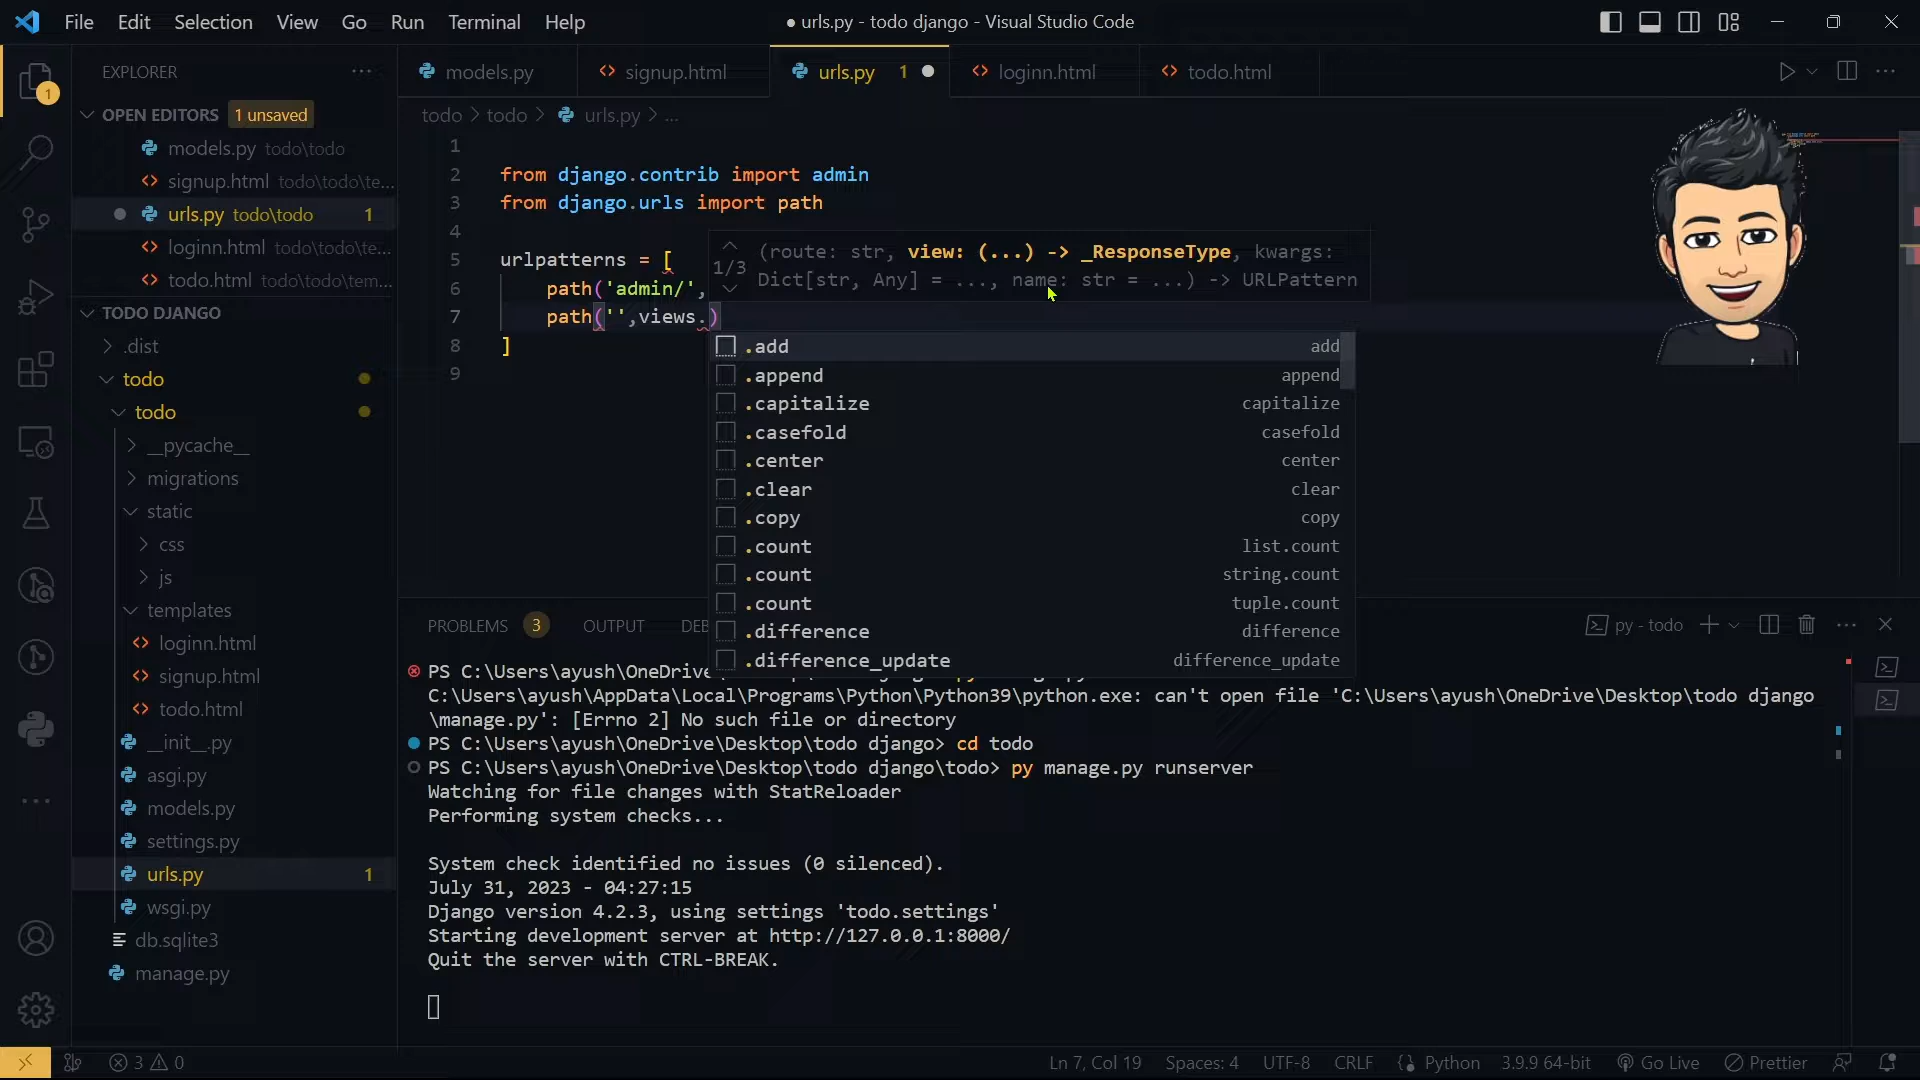 File Edit Selection View Go Run Terminal Help
● urls.py - todo django - Visual Studio Code
EXPLORER
models.py
signup.html
urls.py 1
loginn.html
todo.html
1
OPEN EDITORS 1 unsaved
todo > todo > urls.py > ...
models.py todo\todo
signup.html todo\todo\te...
urls.py todo\todo 1
loginn.html todo\todo\te...
todo.html todo\todo\tem...
TODO DJANGO
.dist
todo
todo
__pycache__
migrations
static
css
js
templates
loginn.html
signup.html
todo.html
__init__.py
asgi.py
models.py
settings.py
urls.py 1
wsgi.py
db.sqlite3
manage.py
1
2 from django.contrib import admin
3 from django.urls import path
4
5 urlpatterns = [
6 path('admin/',
7 path('',views.)
8 ]
9
1/3
(route: str, view: (...) -> _ResponseType, kwargs:
Dict[str, Any] = ..., name: str = ...) -> URLPattern
.add add
.append append
.capitalize capitalize
.casefold casefold
.center center
.clear clear
.copy copy
.count list.count
.count string.count
.count tuple.count
.difference difference
.difference_update difference_update
PROBLEMS 3 OUTPUT DEB
py - todo
PS C:\Users\ayush\OneDrive
C:\Users\ayush\AppData\Local\Programs\Python\Python39\python.exe: can't open file 'C:\Users\ayush\OneDrive\Desktop\todo django
\manage.py': [Errno 2] No such file or directory
PS C:\Users\ayush\OneDrive\Desktop\todo django> cd todo
PS C:\Users\ayush\OneDrive\Desktop\todo django\todo> py manage.py runserver
Watching for file changes with StatReloader
Performing system checks...
System check identified no issues (0 silenced).
July 31, 2023 - 04:27:15
Django version 4.2.3, using settings 'todo.settings'
Starting development server at http://127.0.0.1:8000/
Quit the server with CTRL-BREAK.
3 0
Ln 7, Col 19 Spaces: 4 UTF-8 CRLF Python 3.9.9 64-bit Go Live Prettier